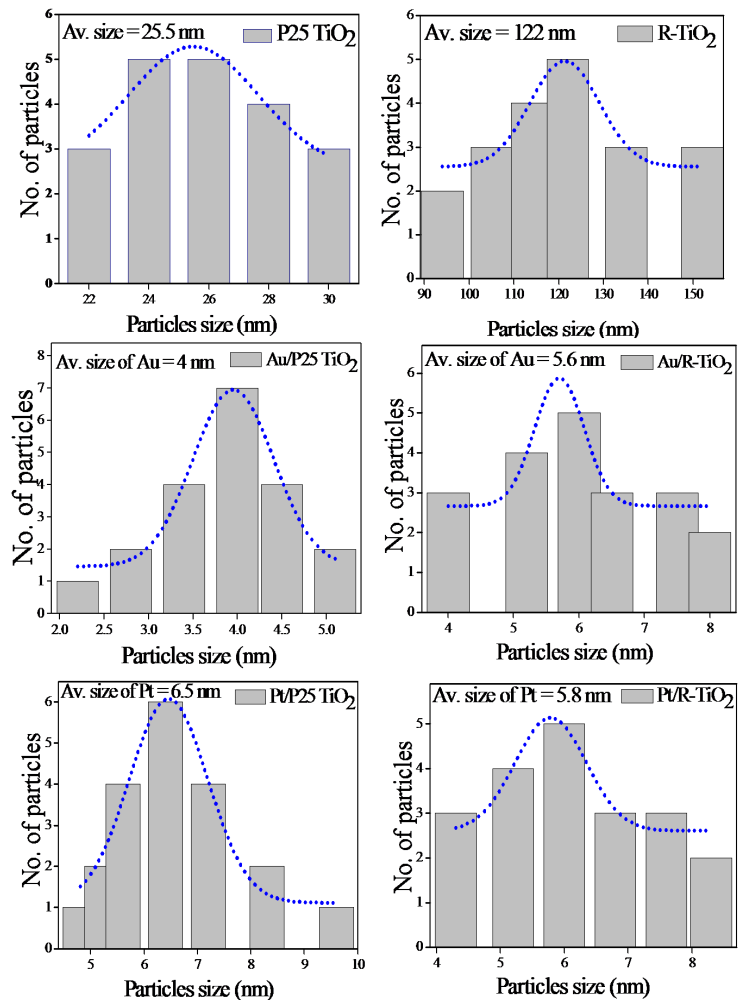 Av. size = 25.5 nm
P25 TiO2
No. of particles
6
5
4
3
2
1
0
22 24 26 28 30
Particles size (nm)
Av. size = 122 nm
R-TiO2
No. of particles
6
5
4
3
2
1
0
90 100 110 120 130 140 150
Particles size (nm)
Av. size of Au = 4 nm
Au/P25 TiO2
No. of particles
8
7
6
5
4
3
2
1
0
2.0 2.5 3.0 3.5 4.0 4.5 5.0
Particles size (nm)
Av. size of Au = 5.6 nm
Au/R-TiO2
No. of particles
6
5
4
3
2
1
0
4 5 6 7 8
Particles size (nm)
Av. size of Pt = 6.5 nm
Pt/P25 TiO2
No. of particles
6
5
4
3
2
1
0
5 6 7 8 9 10
Particles size (nm)
Av. size of Pt = 5.8 nm
Pt/R-TiO2
No. of particles
5
4
3
2
1
0
4 5 6 7 8
Particles size (nm)